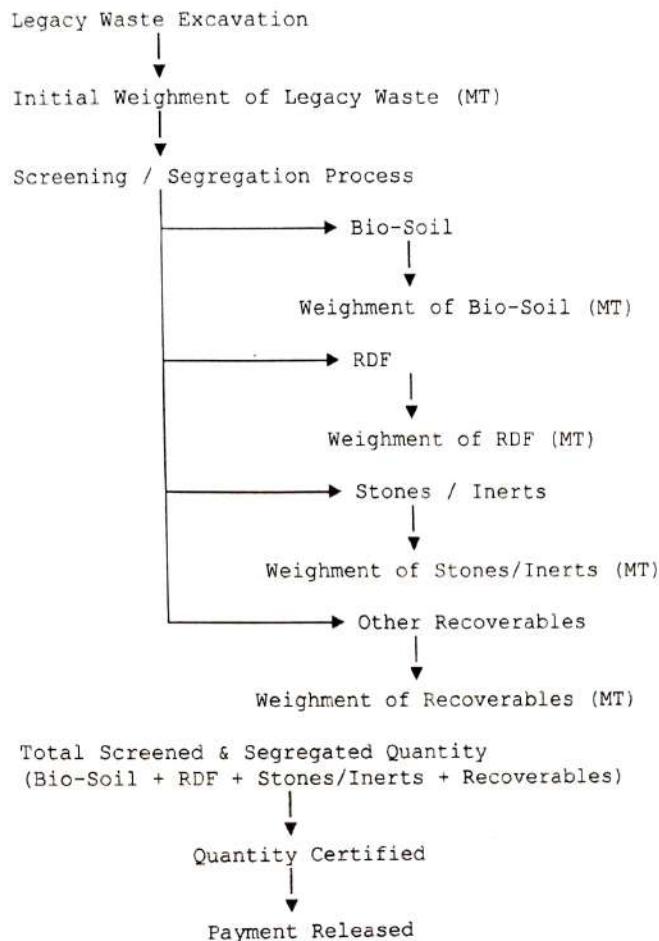 Legacy Waste Excavation
Initial Weighment of Legacy Waste (MT)
Screening / Segregation Process
Bio-Soil
Weighment of Bio-Soil (MT)
RDF
Weighment of RDF (MT)
Stones / Inerts
Weighment of Stones/Inerts (MT)
Other Recoverables
Weighment of Recoverables (MT)
Total Screened & Segregated Quantity
(Bio-Soil + RDF + Stones/Inerts + Recoverables)
Quantity Certified
Payment Released